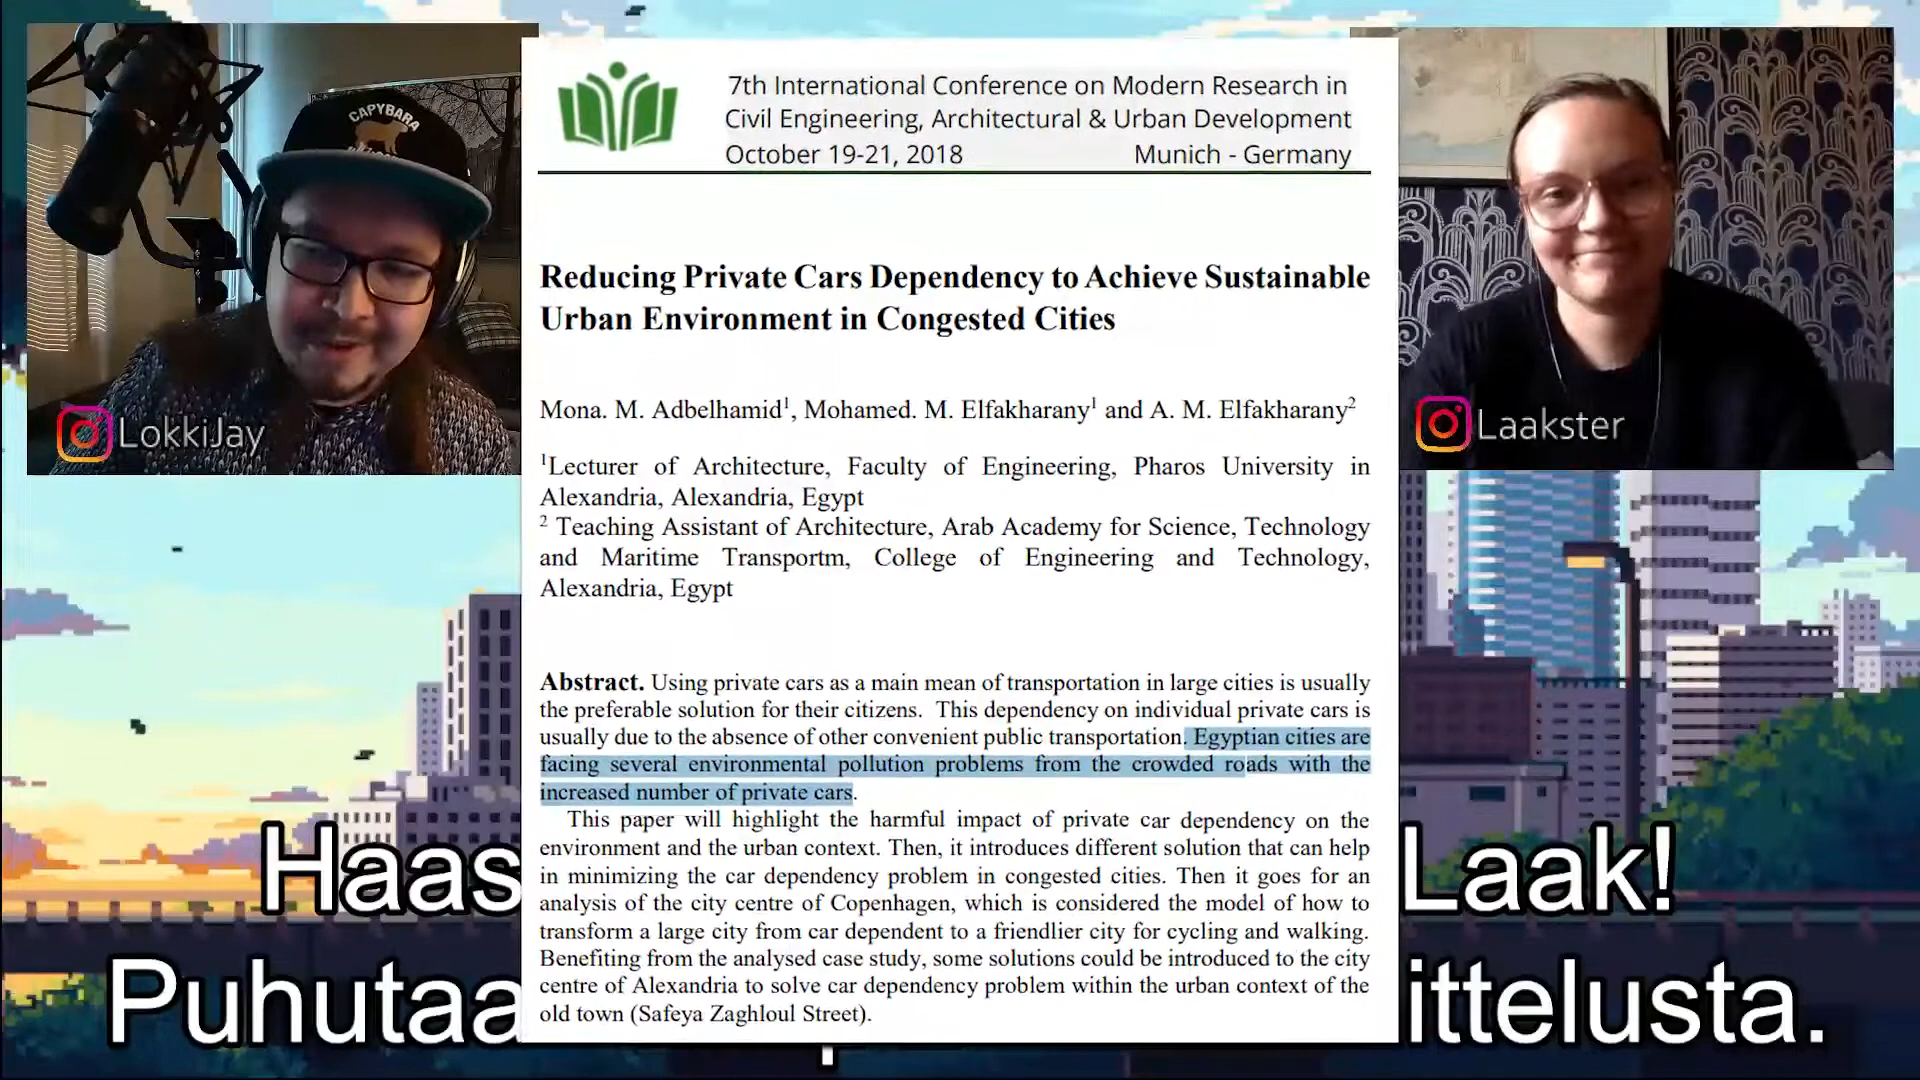 CAPYBARA
7th International Conference on Modern Research in
Civil Engineering, Architectural & Urban Development
October 19-21, 2018 Munich - Germany
Reducing Private Cars Dependency to Achieve Sustainable
Urban Environment in Congested Cities
Mona. M. Adbelhamid1, Mohamed. M. Elfakharany1 and A. M. Elfakharany2
LokkiJay
Laakster
1Lecturer of Architecture, Faculty of Engineering, Pharos University in
Alexandria, Alexandria, Egypt
2 Teaching Assistant of Architecture, Arab Academy for Science, Technology
and Maritime Transportm, College of Engineering and Technology,
Alexandria, Egypt
Abstract. Using private cars as a main mean of transportation in large cities is usually
the preferable solution for their citizens. This dependency on individual private cars is
usually due to the absence of other convenient public transportation. Egyptian cities are
facing several environmental pollution problems from the crowded roads with the
increased number of private cars.
This paper will highlight the harmful impact of private car dependency on the
environment and the urban context. Then, it introduces different solution that can help
in minimizing the car dependency problem in congested cities. Then it goes for an
analysis of the city centre of Copenhagen, which is considered the model of how to
transform a large city from car dependent to a friendlier city for cycling and walking.
Benefiting from the analysed case study, some solutions could be introduced to the city
centre of Alexandria to solve car dependency problem within the urban context of the
old town (Safeya Zaghloul Street).
Haas Laak!
Puhutaa ittelusta.